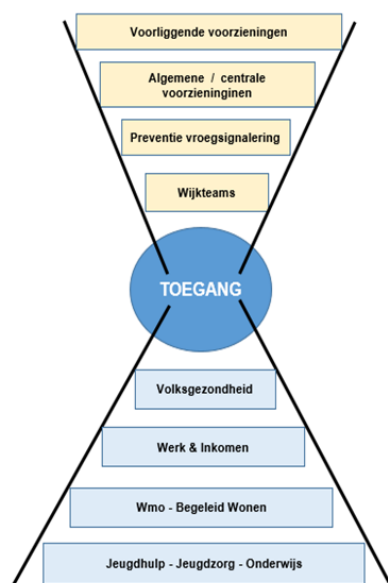 Voorliggende voorzieningen
Algemene / centrale
voorzieninginen
Preventie vroegsignalering
Wijkteams
TOEGANG
Volksgezondheid
Werk & Inkomen
Wmo - Begeleid Wonen
Jeugdhulp - Jeugdzorg - Onderwijs